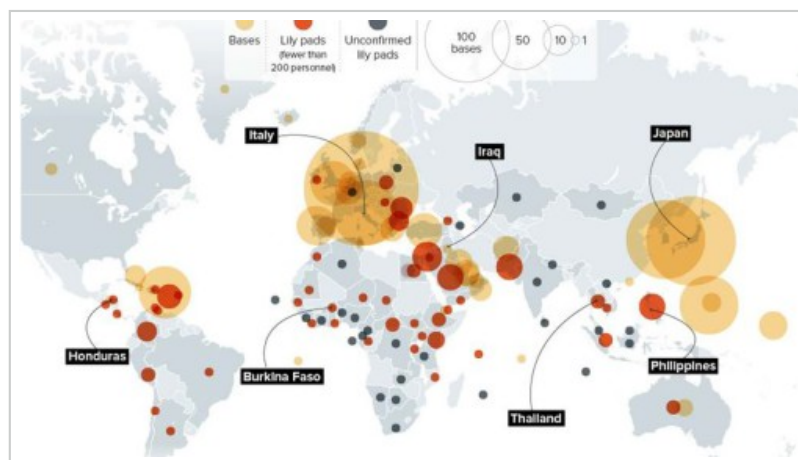 Bases
Lily pads
(fewer than
200 personnel)
Unconfirmed
lily pads
100
bases
50
10
1
Italy
Iraq
Japan
Honduras
Burkina Faso
Thailand
Philippines